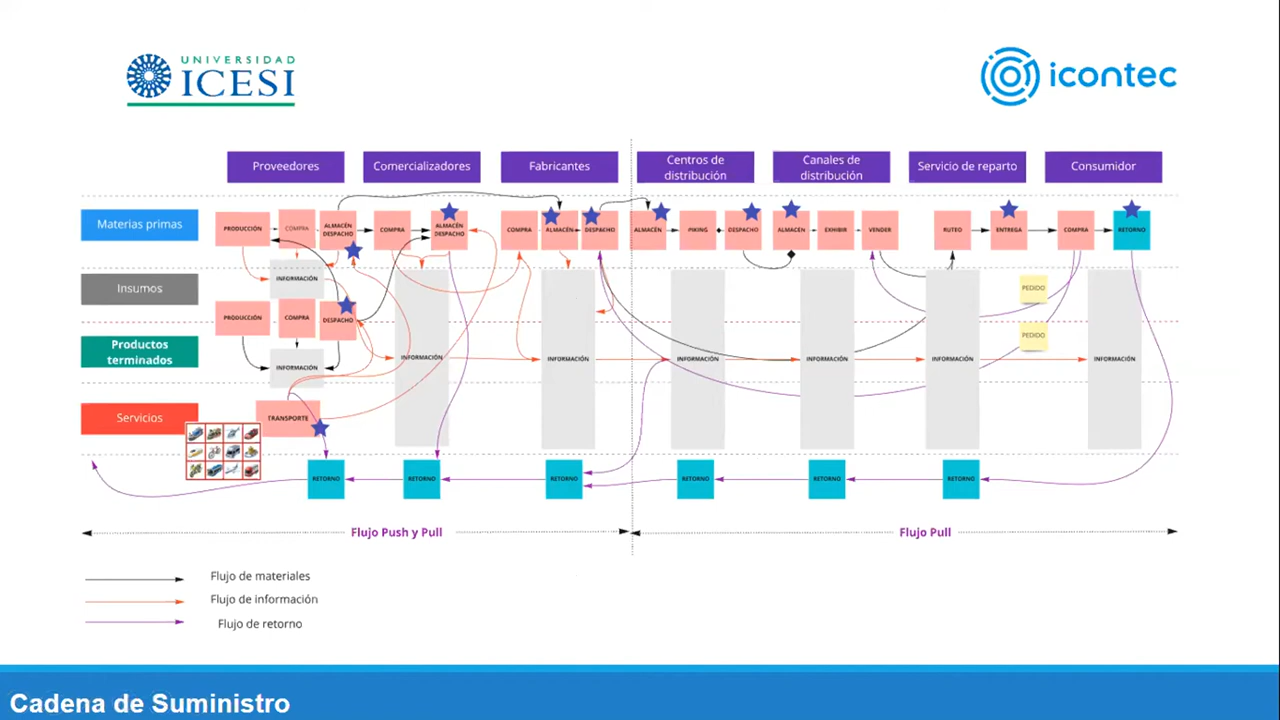 UNIVERSIDAD
ICESI
icontec
Proveedores
Comercializadores
Fabricantes
Centros de
distribución
Canales de
distribución
Servicio de reparto
Consumidor
Materias primas
PRODUCCIÓN
COMPRA
ALMACÉN
DESPACHO
COMPRA
ALMACÉN
DESPACHO
COMPRA
ALMACÉN
DESPACHO
ALMACÉN
PIKING
DESPACHO
ALMACEN
EXHIBIR
VENDER
RUTEO
ENTREGA
COMPRA
RETORNO
INFORMACIÓN
Insumos
PEDIDO
PRODUCCIÓN
COMPRA
DESPACHO
PEDIDO
Productos
terminados
INFORMACIÓN
INFORMACIÓN
INFORMACIÓN
INFORMACIÓN
INFORMACIÓN
INFORMACIÓN
INFORMACIÓN
Servicios
TRANSPORTE
RETORNO
RETORNO
RETORNO
RETORNO
RETORNO
RETORNO
Flujo Push y Pull
Flujo Pull
Flujo de materiales
Flujo de información
Flujo de retorno
Cadena de Suministro